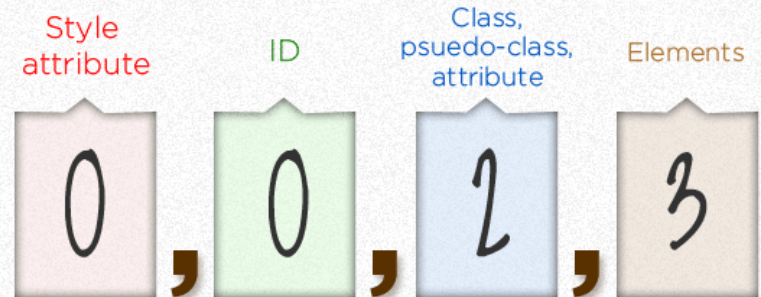 Style
attribute
ID
Class,
psuedo-class,
attribute
Elements
0 , 0 , 2 , 3